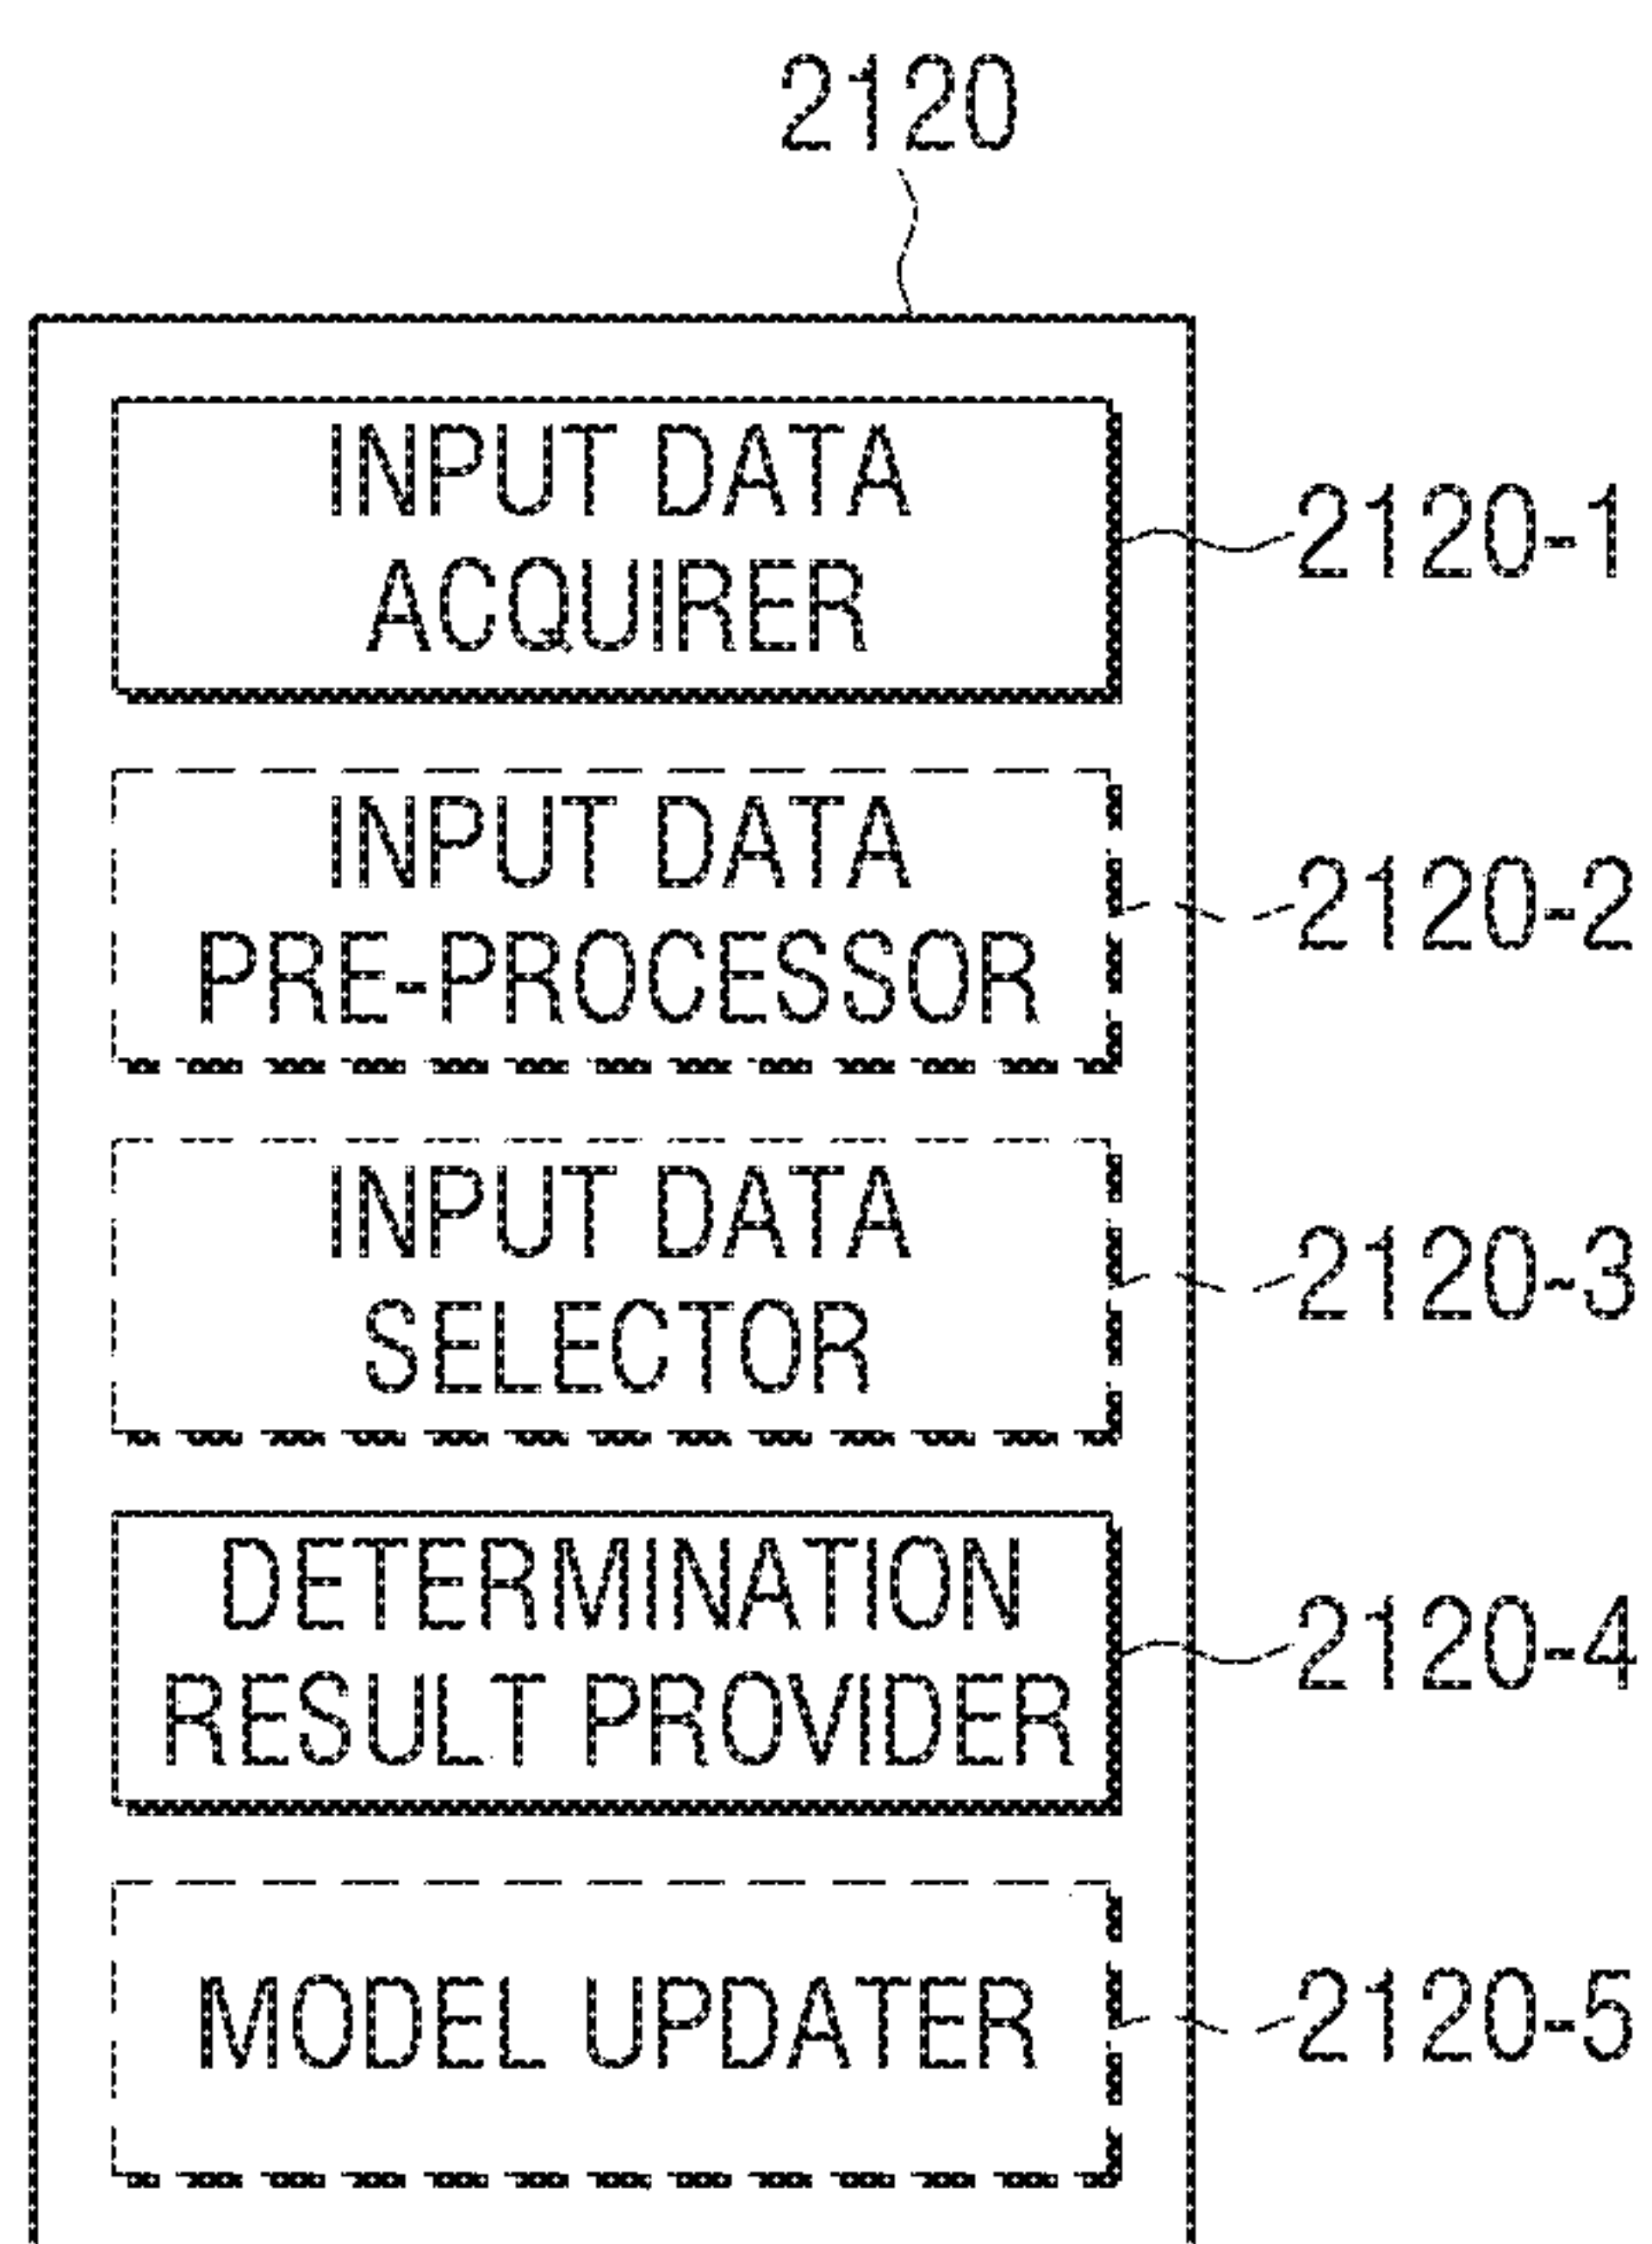 2120
INPUT DATA
ACQUIRER
2120-1
INPUT DATA
PRE-PROCESSOR
2120-2
INPUT DATA
SELECTOR
2120-3
DETERMINATION
RESULT PROVIDER
2120-4
MODEL UPDATER
2120-5